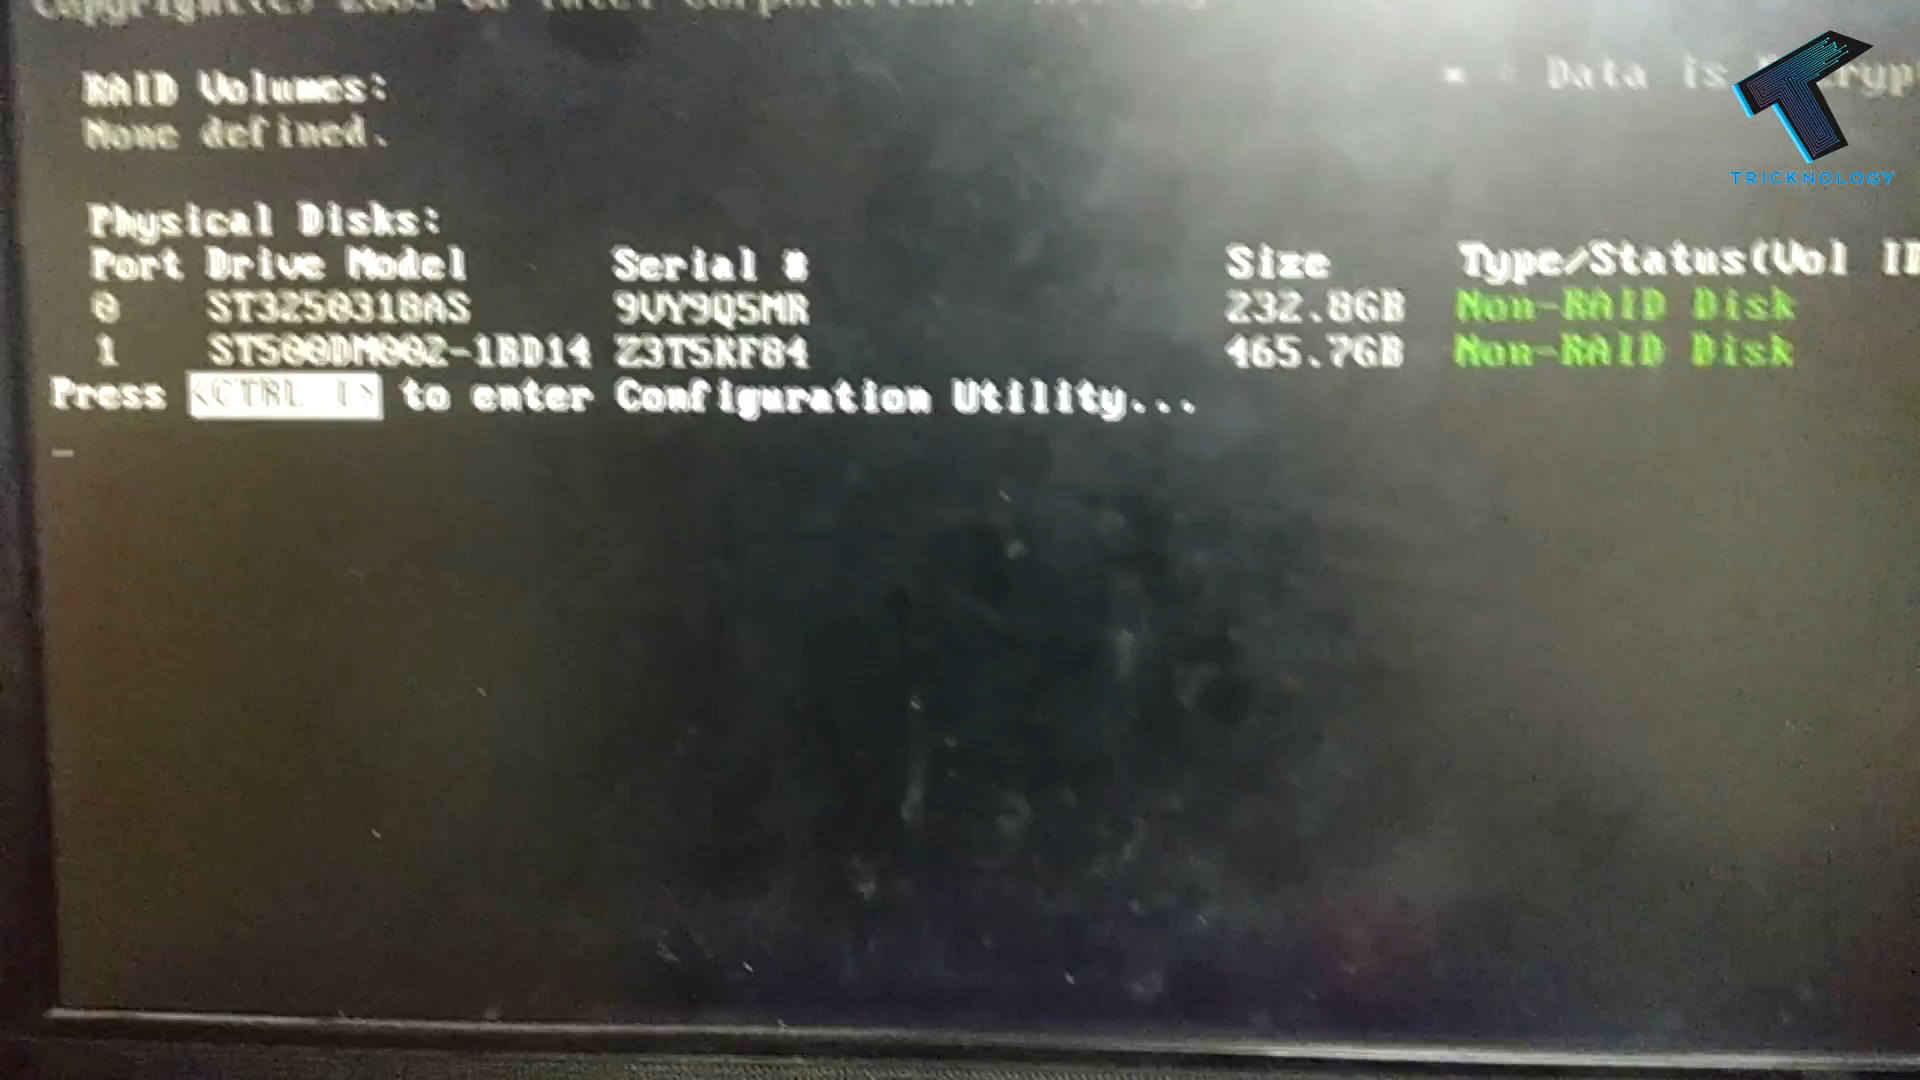 RAID Volumes:
* : Data is
None defined.
TRICKNOLOGY
Physical Disks:
Port Drive Model Serial # Size Type/Status(Vol ID
0 ST3250318AS 9VY9Q5MR 232.8GB Non-RAID Disk
1 ST500DM002-1BD14 Z3T5KF84 465.7GB Non-RAID Disk
Press <CTRL I> to enter Configuration Utility...